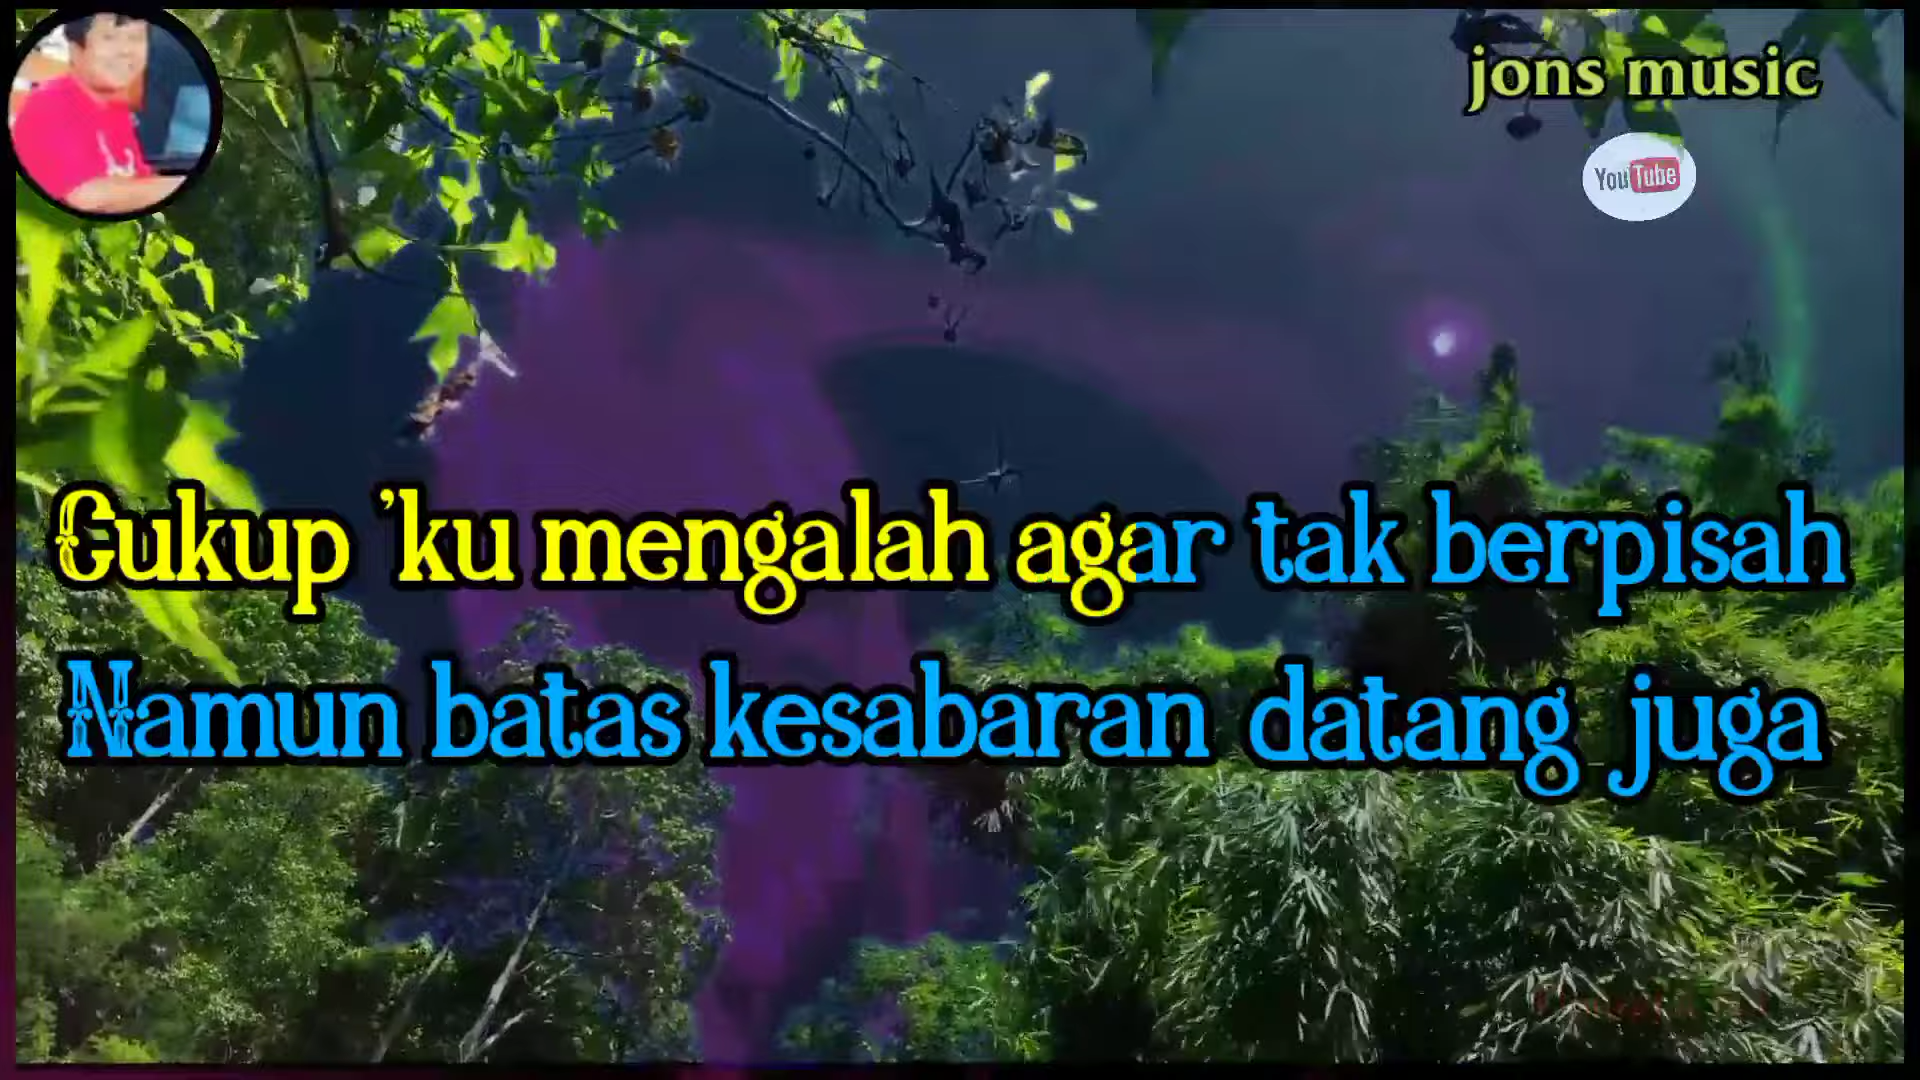 jons music
YouTube
Cukup 'ku mengalah agar tak berpisah
Namun batas kesabaran datang juga